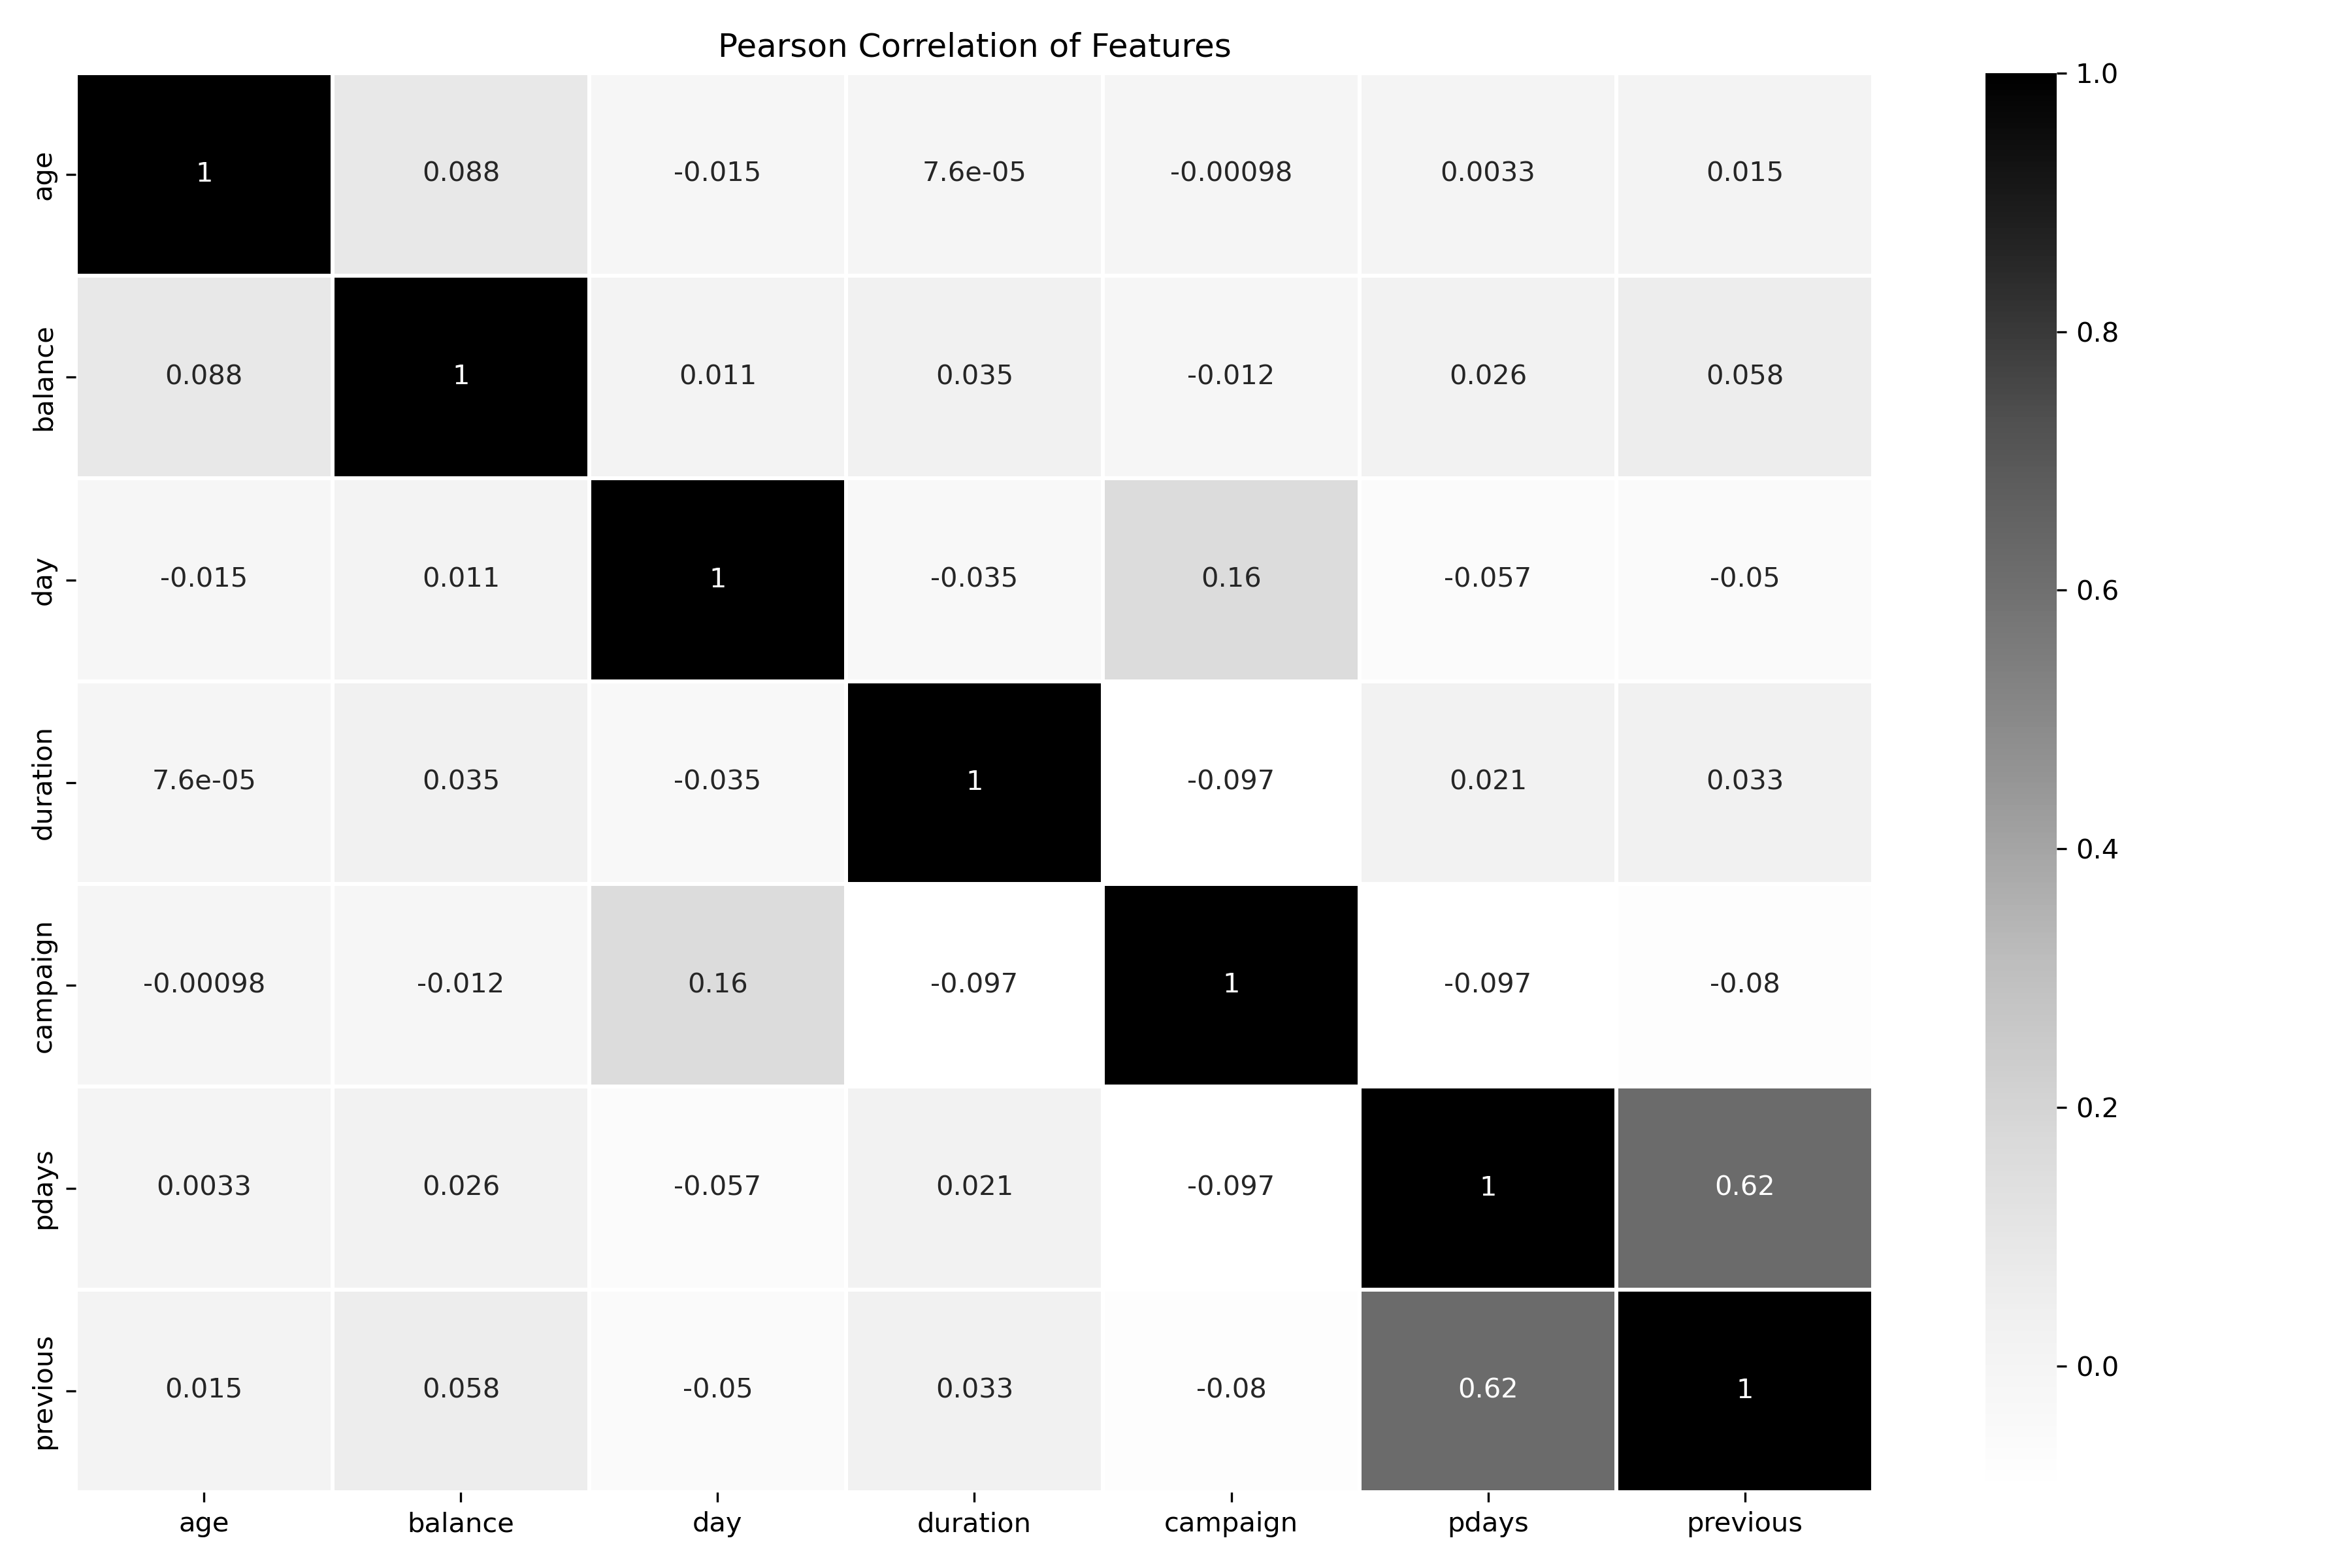 Pearson Correlation of Features
age 1 0.088 -0.015 7.6e-05 -0.00098 0.0033 0.015
balance 0.088 1 0.011 0.035 -0.012 0.026 0.058
day -0.015 0.011 1 -0.035 0.16 -0.057 -0.05
duration 7.6e-05 0.035 -0.035 1 -0.097 0.021 0.033
campaign -0.00098 -0.012 0.16 -0.097 1 -0.097 -0.08
pdays 0.0033 0.026 -0.057 0.021 -0.097 1 0.62
previous 0.015 0.058 -0.05 0.033 -0.08 0.62 1
age balance day duration campaign pdays previous
1.0
0.8
0.6
0.4
0.2
0.0